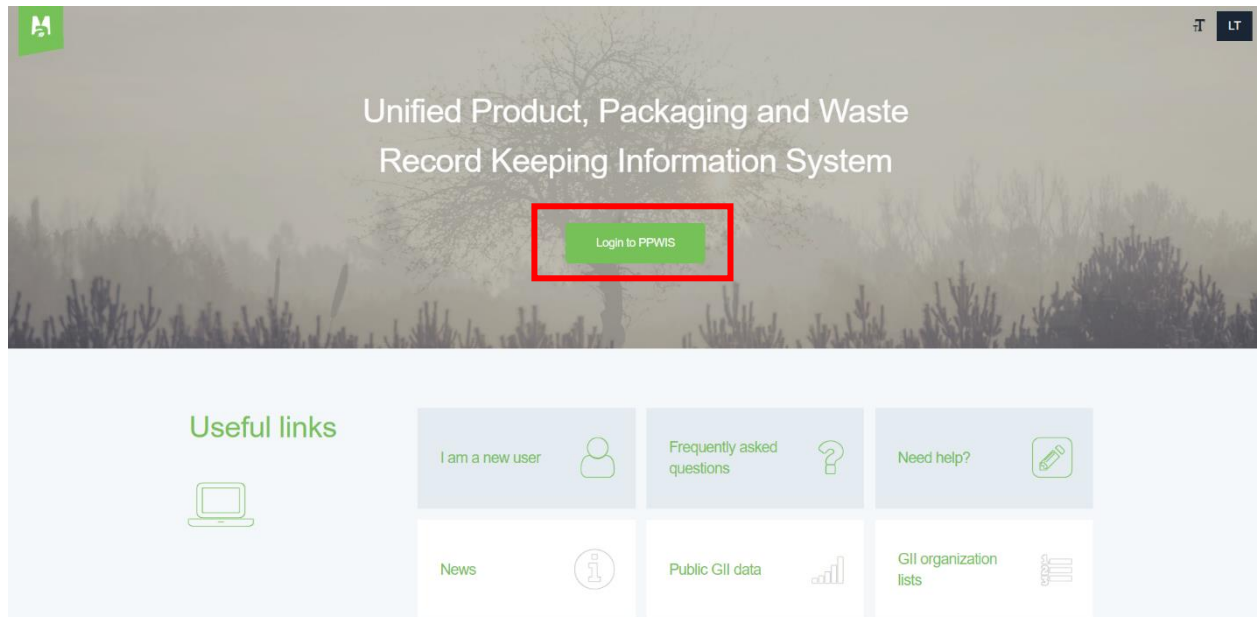 LT
Unified Product, Packaging and Waste
Record Keeping Information System
Login to PPWIS
Useful links
I am a new user
Frequently asked
questions
Need help?
News
Public GII data
GII organization
lists